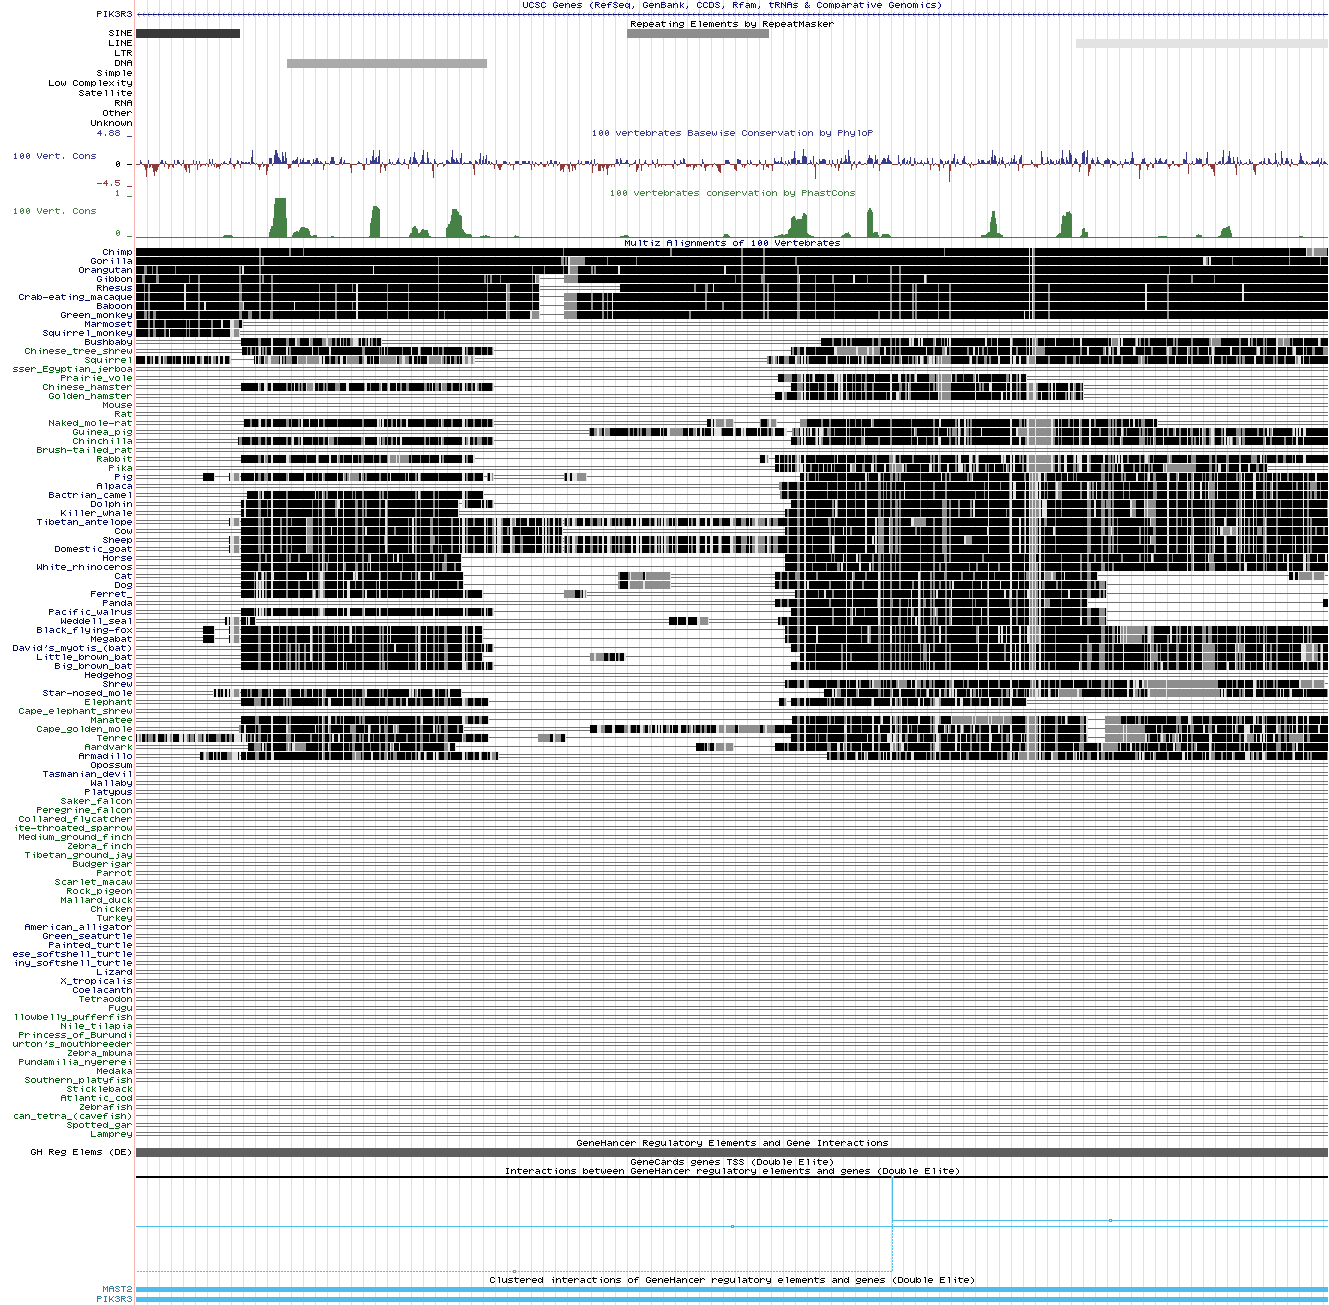 UCSC Genes (RefSeq, GenBank, CCDS, Rfam, tRNAs & Comparative Genomics)
PIK3R3
Repeating Elements by RepeatMasker
SINE
LINE
LTR
DNA
Simple
Low Complexity
Satellite
RNA
Other
Unknown
4.88 _
100 vertebrates Basewise Conservation by PhyloP
100 Vert. Cons
0 _
-4.5 _
1 _
100 vertebrates conservation by PhastCons
100 Vert. Cons
0 _
Multiz Alignments of 100 Vertebrates
Chimp
Gorilla
Orangutan
Gibbon
Rhesus
Crab-eating_macaque
Baboon
Green_monkey
Marmoset
Squirrel_monkey
Bushbaby
Chinese_tree_shrew
Squirrel
sser_Egyptian_jerboa
Prairie_vole
Chinese_hamster
Golden_hamster
Mouse
Rat
Naked_mole-rat
Guinea_pig
Chinchilla
Brush-tailed_rat
Rabbit
Pika
Pig
Alpaca
Bactrian_camel
Dolphin
Killer_whale
Tibetan_antelope
Cow
Sheep
Domestic_goat
Horse
White_rhinoceros
Cat
Dog
Ferret_
Panda
Pacific_walrus
Weddell_seal
Black_flying-fox
Megabat
David's_myotis_(bat)
Little_brown_bat
Big_brown_bat
Hedgehog
Shrew
Star-nosed_mole
Elephant
Cape_elephant_shrew
Manatee
Cape_golden_mole
Tenrec
Aardvark
Armadillo
Opossum
Tasmanian_devil
Wallaby
Platypus
Saker_falcon
Peregrine_falcon
Collared_flycatcher
ite-throated_sparrow
Medium_ground_finch
Zebra_finch
Tibetan_ground_jay
Budgerigar
Parrot
Scarlet_macaw
Rock_pigeon
Mallard_duck
Chicken
Turkey
American_alligator
Green_seaturtle
Painted_turtle
ese_softshell_turtle
iny_softshell_turtle
Lizard
X_tropicalis
Coelacanth
Tetraodon
Fugu
llowbelly_pufferfish
Nile_tilapia
Princess_of_Burundi
urton's_mouthbreeder
Zebra_mbuna
Pundamilia_nyererei
Medaka
Southern_platyfish
Stickleback
Atlantic_cod
Zebrafish
can_tetra_(cavefish)
Spotted_gar
Lamprey
GeneHancer Regulatory Elements and Gene Interactions
GH Reg Elems (DE)
GeneCards genes TSS (Double Elite)
Interactions between GeneHancer regulatory elements and genes (Double Elite)
Clustered interactions of GeneHancer regulatory elements and genes (Double Elite)
MAST2
PIK3R3